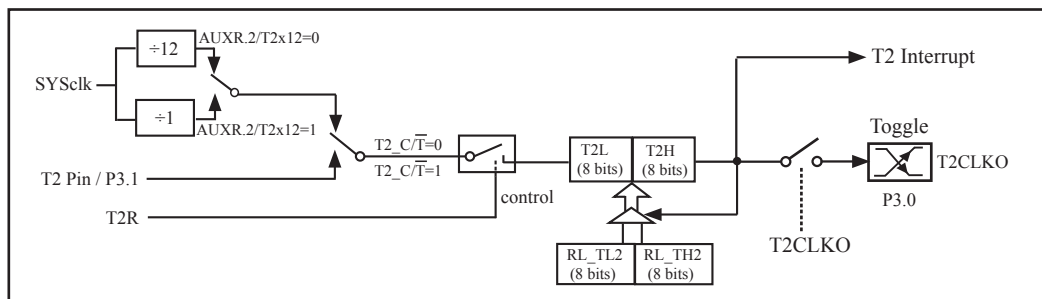 ÷12
AUXR.2/T2x12=0
SYSclk
÷1
AUXR.2/T2x12=1
T2 Pin / P3.1
T2R
T2_C/T̅=0
T2_C/T̅=1
control
T2L
(8 bits)
T2H
(8 bits)
RL_TL2
(8 bits)
RL_TH2
(8 bits)
T2 Interrupt
Toggle
T2CLKO
P3.0
T2CLKO